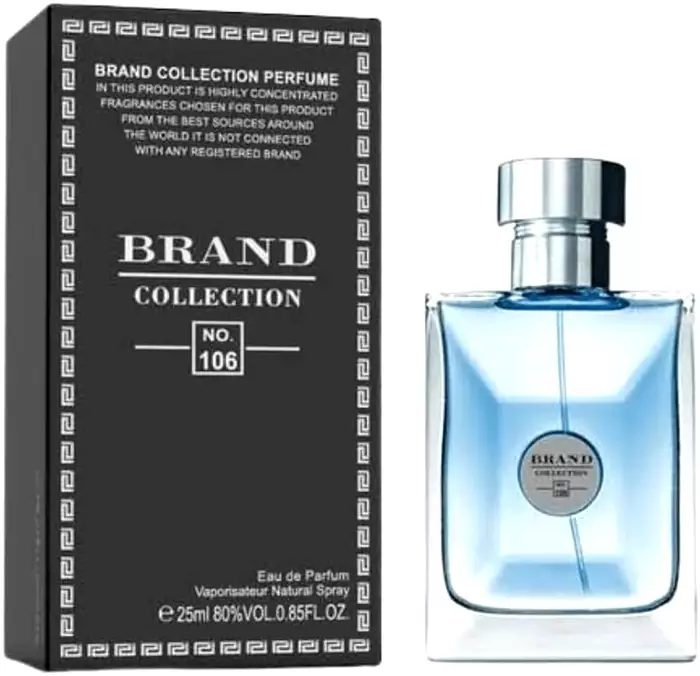 BRAND COLLECTION PERFUME
IN THIS PRODUCT IS HIGHLY CONCENTRATED
FRAGRANCES CHOSEN FOR THIS PRODUCT
FROM THE BEST SOURCES AROUND
THE WORLD IT IS NOT CONNECTED
WITH ANY REGISTERED BRAND
BRAND
COLLECTION
NO.
106
Eau de Parfum
Vaporisateur Natural Spray
℮25ml 80%VOL.0.85FL.OZ.
BRAND
COLLECTION
NO.
106